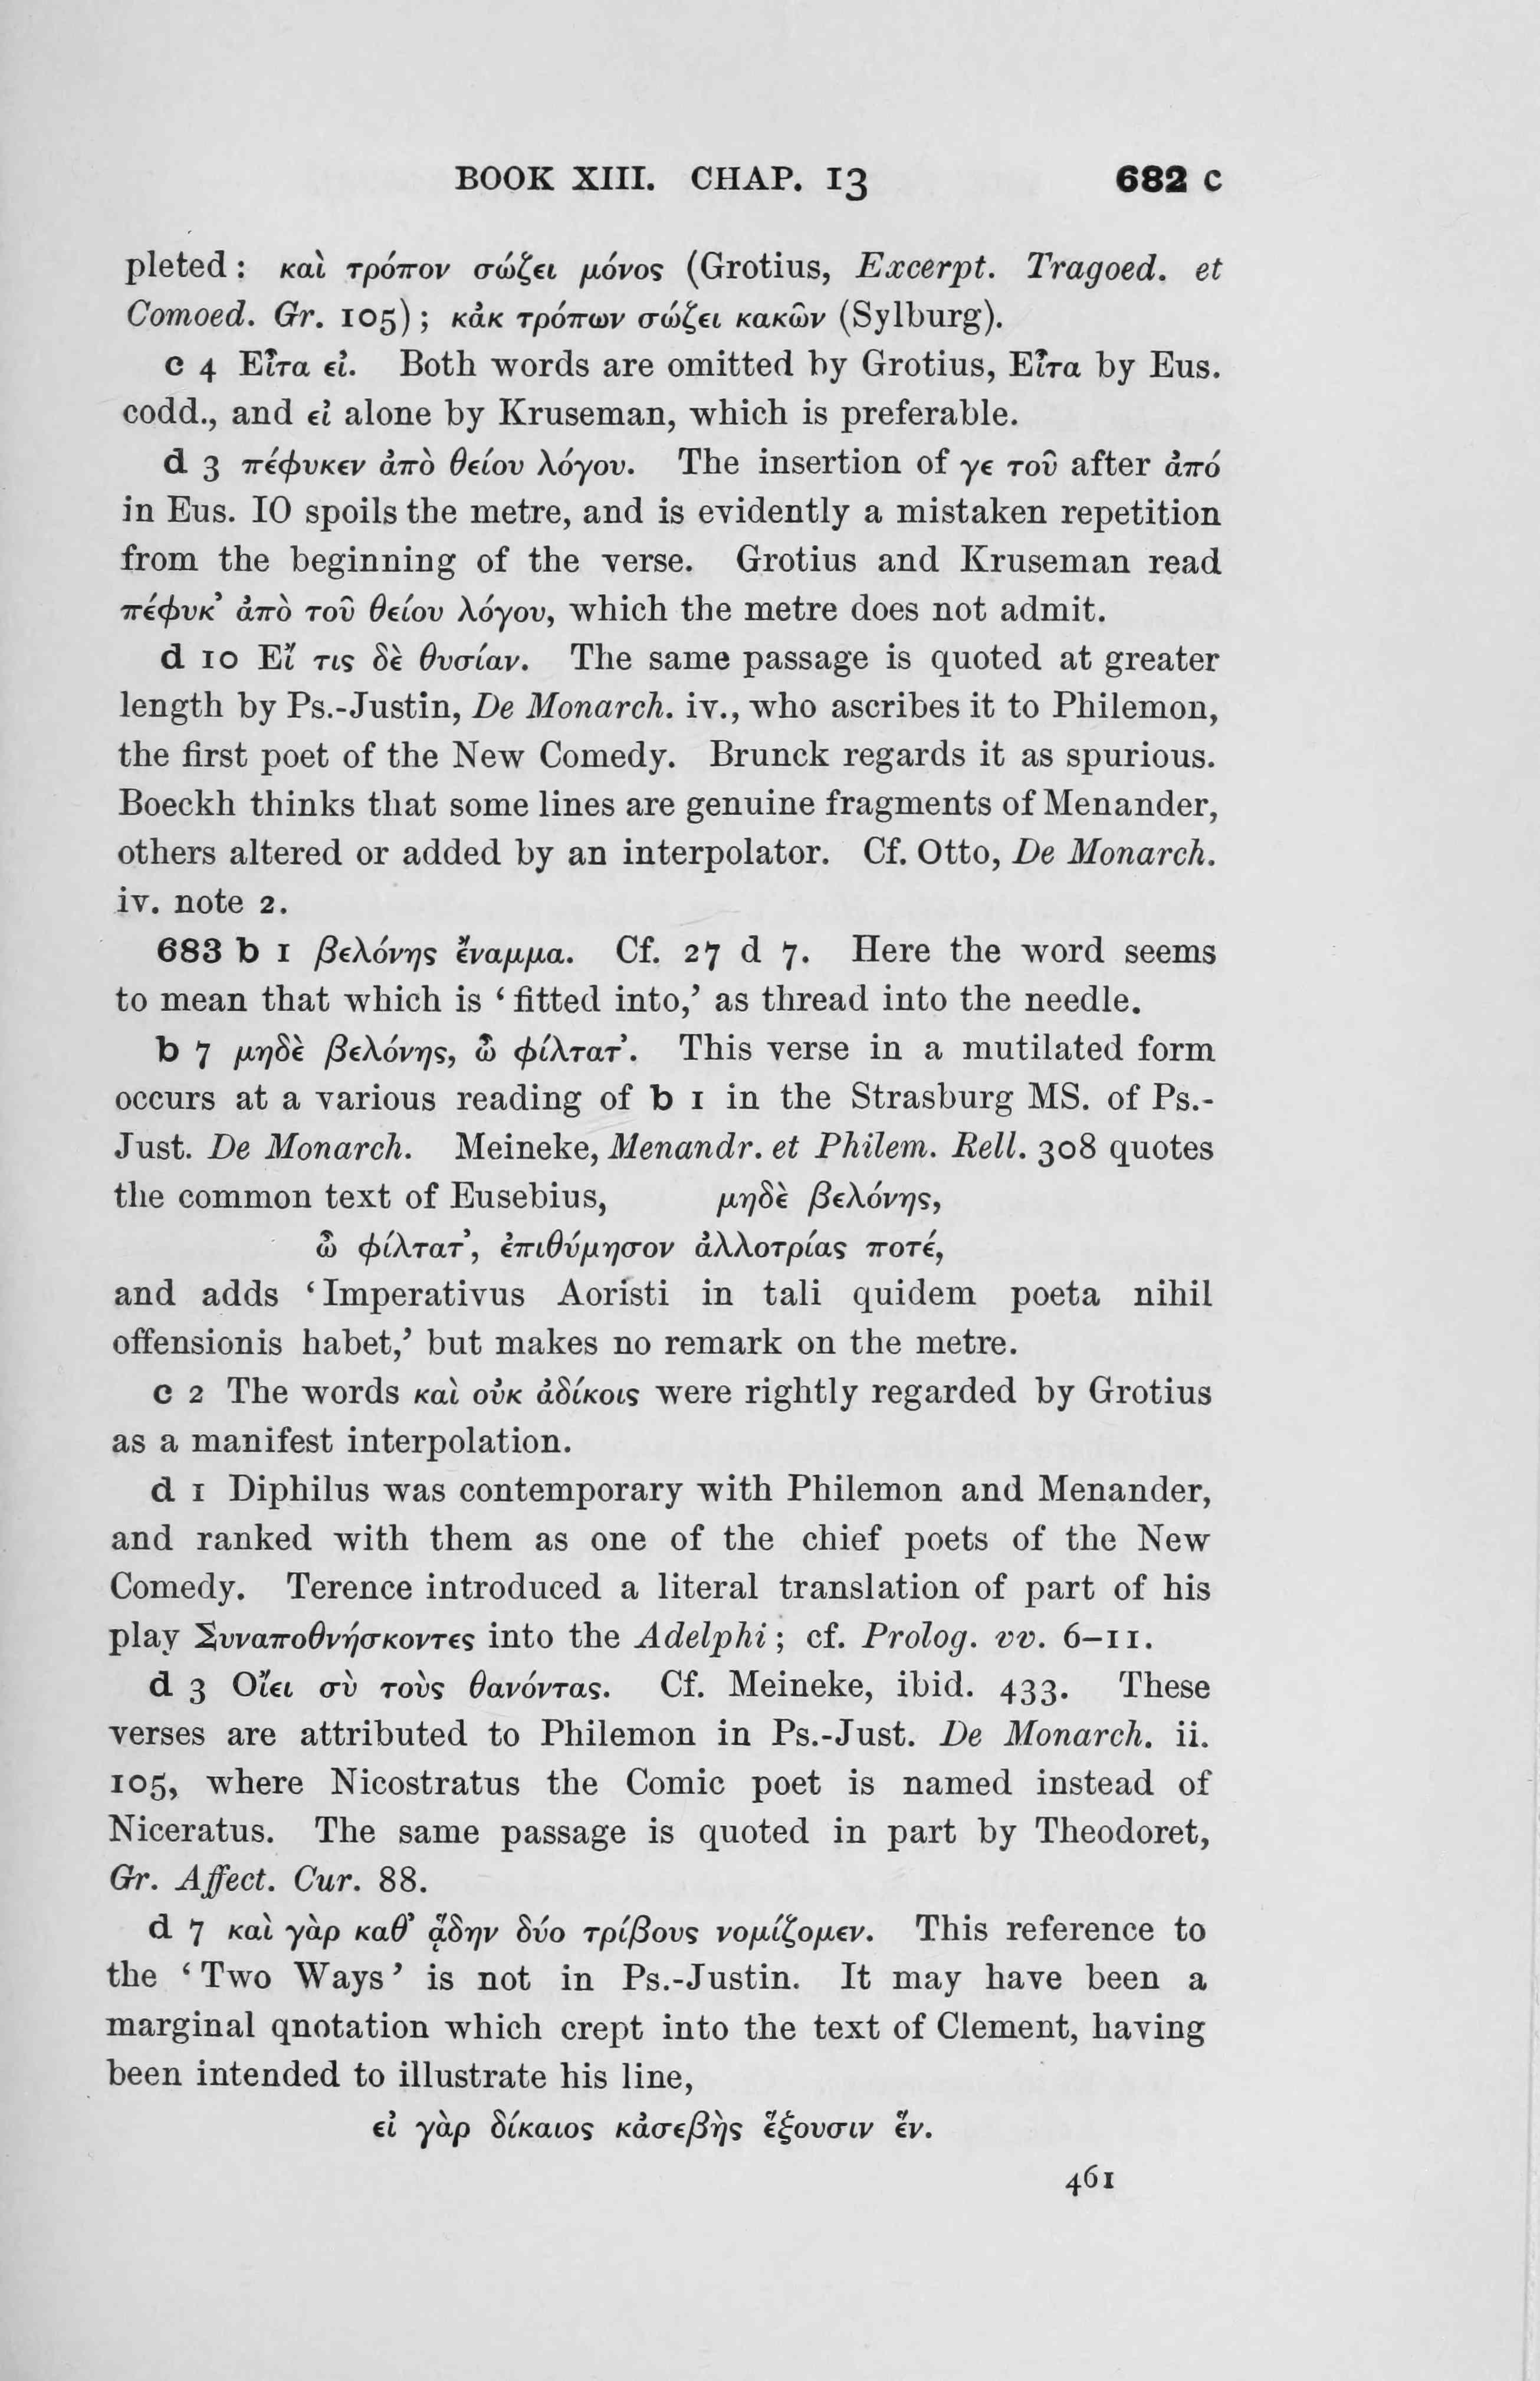 BOOK XIII. CHAP. 13 682 c
pleted: καὶ τρόπον σώζει μόνος (Grotius, Excerpt. Tragoed. et
Comoed. Gr. 105); κἀκ τρόπων σώζει κακῶν (Sylburg).
c 4 Εἶτα εἰ. Both words are omitted by Grotius, Εἶτα by Eus.
codd., and εἰ alone by Kruseman, which is preferable.
d 3 πέφυκεν ἀπὸ θείου λόγου. The insertion of γε τοῦ after ἀπό
in Eus. IO spoils the metre, and is evidently a mistaken repetition
from the beginning of the verse. Grotius and Kruseman read
πέφυκ’ ἀπὸ τοῦ θείου λόγου, which the metre does not admit.
d 10 Εἴ τις δὲ θυσίαν. The same passage is quoted at greater
length by Ps.-Justin, De Monarch. iv., who ascribes it to Philemon,
the first poet of the New Comedy. Brunck regards it as spurious.
Boeckh thinks that some lines are genuine fragments of Menander,
others altered or added by an interpolator. Cf. Otto, De Monarch.
iv. note 2.
683 b 1 βελόνης ἔναμμα. Cf. 27 d 7. Here the word seems
to mean that which is ‘fitted into,’ as thread into the needle.
b 7 μηδὲ βελόνης, ὦ φίλτατ’. This verse in a mutilated form
occurs at a various reading of b 1 in the Strasburg MS. of Ps.-
Just. De Monarch. Meineke, Menandr. et Philem. Rell. 308 quotes
the common text of Eusebius, μηδὲ βελόνης,
ὦ φίλτατ’, ἐπιθύμησον ἀλλοτρίας ποτέ,
and adds ‘Imperativus Aoristi in tali quidem poeta nihil
offensionis habet,’ but makes no remark on the metre.
c 2 The words καὶ οὐκ ἀδίκοις were rightly regarded by Grotius
as a manifest interpolation.
d 1 Diphilus was contemporary with Philemon and Menander,
and ranked with them as one of the chief poets of the New
Comedy. Terence introduced a literal translation of part of his
play Συναποθνήσκοντες into the Adelphi; cf. Prolog. vv. 6–11.
d 3 Οἴει σὺ τοὺς θανόντας. Cf. Meineke, ibid. 433. These
verses are attributed to Philemon in Ps.-Just. De Monarch. ii.
105, where Nicostratus the Comic poet is named instead of
Niceratus. The same passage is quoted in part by Theodoret,
Gr. Affect. Cur. 88.
d 7 καὶ γὰρ καθ’ ᾅδην δύο τρίβους νομίζομεν. This reference to
the ‘Two Ways’ is not in Ps.-Justin. It may have been a
marginal qnotation which crept into the text of Clement, having
been intended to illustrate his line,
εἰ γὰρ δίκαιος κἀσεβὴς ἕξουσιν ἕν.
461